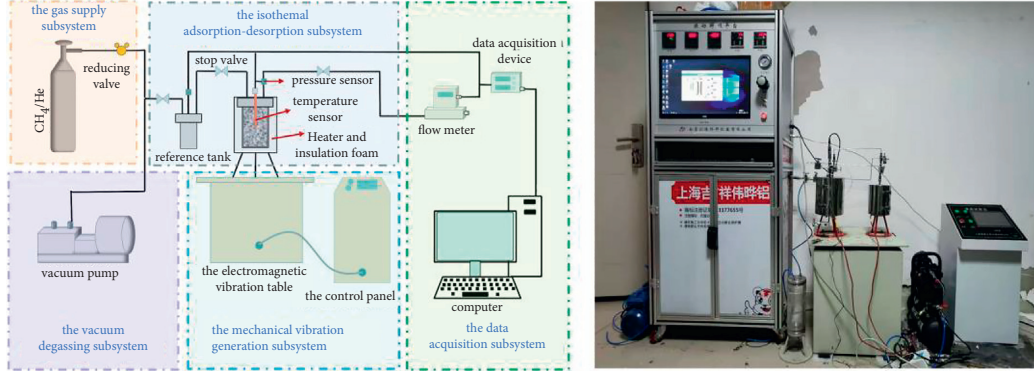 the gas supply
subsystem
the isothemal
adsorption-desorption subsystem
reducing
valve
CH4/He
stop valve
pressure sensor
temperature
sensor
Heater and
insulation foam
reference tank
data acquisition
device
flow meter
vacuum pump
the electromagnetic
vibration table
the control panel
computer
the vacuum
degassing subsystem
the mechanical vibration
generation subsystem
the data
acquisition subsystem
上海吉祥伟晔铝